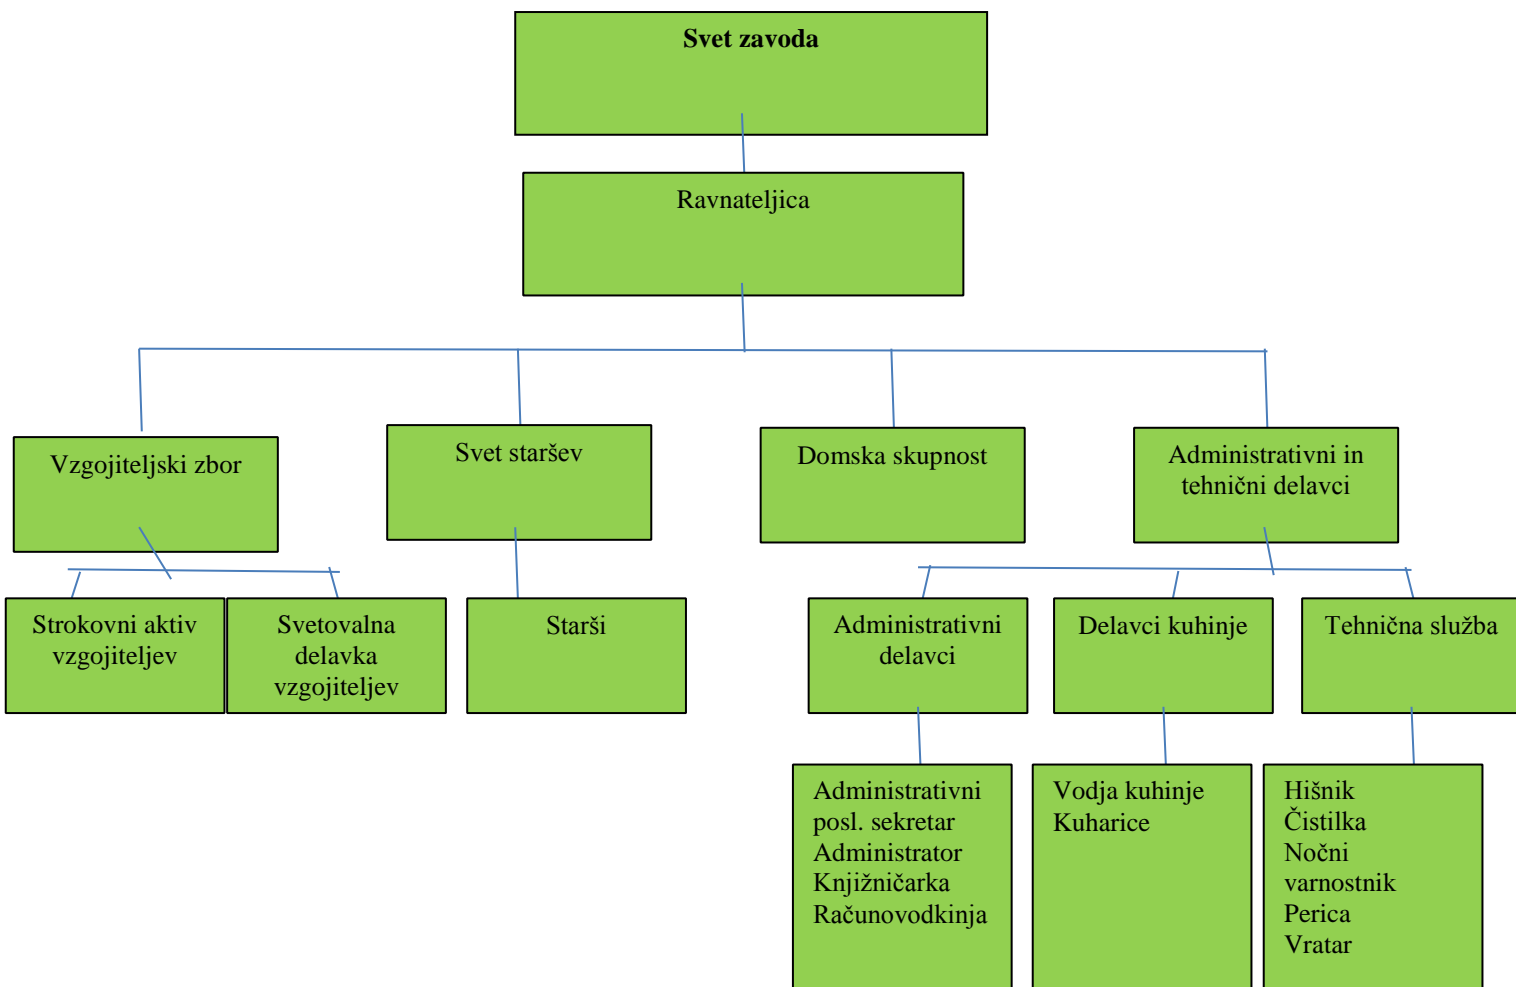 Svet zavoda
Ravnateljica
Vzgojiteljski zbor
Svet staršev
Domska skupnost
Administrativni in
tehnični delavci
Strokovni aktiv
vzgojiteljev
Svetovalna
delavka
vzgojiteljev
Starši
Administrativni
delavci
Delavci kuhinje
Tehnična služba
Administrativni
posl. sekretar
Administrator
Knjižničarka
Računovodkinja
Vodja kuhinje
Kuharice
Hišnik
Čistilka
Nočni
varnostnik
Perica
Vratar